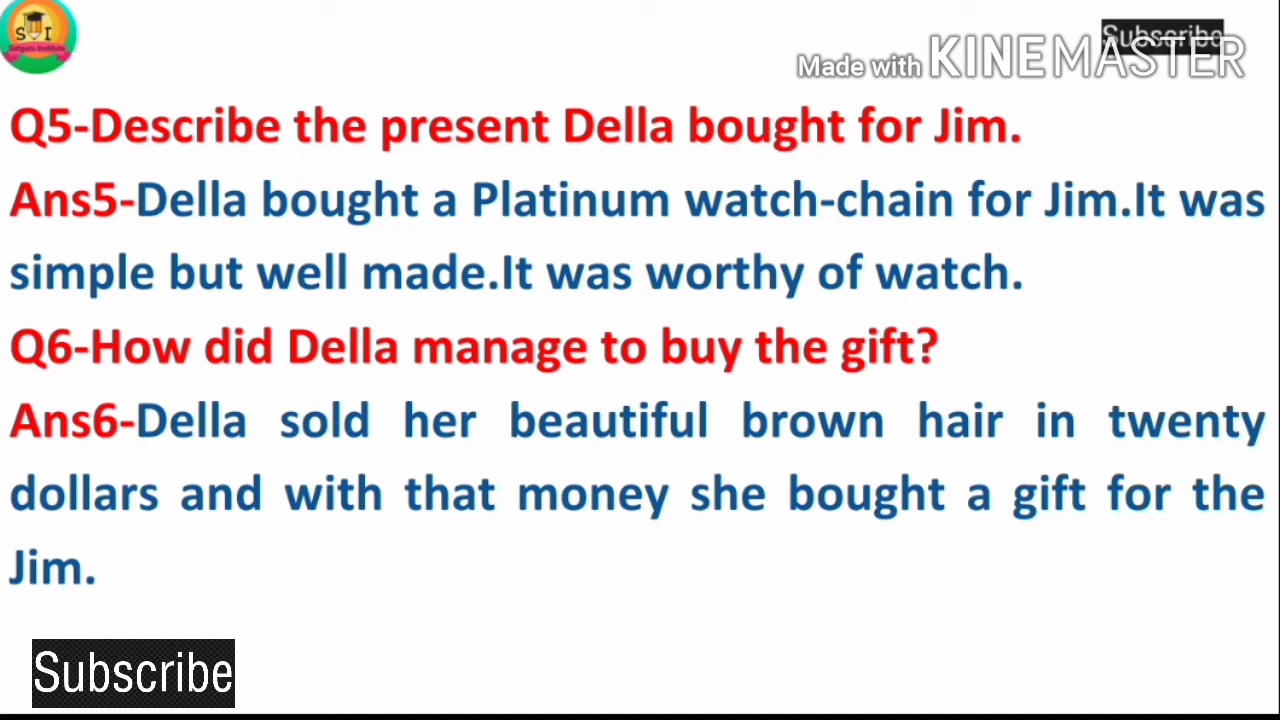 S I
Satguru Institute
Subscribe
Made with KINEMASTER
Q5-Describe the present Della bought for Jim.
Ans5-Della bought a Platinum watch-chain for Jim.It was
simple but well made.It was worthy of watch.
Q6-How did Della manage to buy the gift?
Ans6-Della sold her beautiful brown hair in twenty
dollars and with that money she bought a gift for the
Jim.
Subscribe